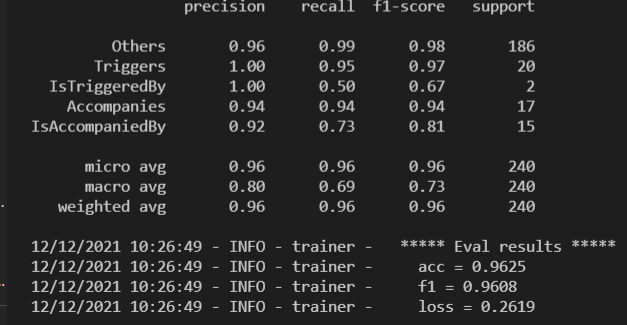 precision recall f1-score support
Others 0.96 0.99 0.98 186
Triggers 1.00 0.95 0.97 20
IsTriggeredBy 1.00 0.50 0.67 2
Accompanies 0.94 0.94 0.94 17
IsAccompaniedBy 0.92 0.73 0.81 15
micro avg 0.96 0.96 0.96 240
macro avg 0.80 0.69 0.73 240
weighted avg 0.96 0.96 0.96 240
12/12/2021 10:26:49 - INFO - trainer - ***** Eval results *****
12/12/2021 10:26:49 - INFO - trainer - acc = 0.9625
12/12/2021 10:26:49 - INFO - trainer - f1 = 0.9608
12/12/2021 10:26:49 - INFO - trainer - loss = 0.2619